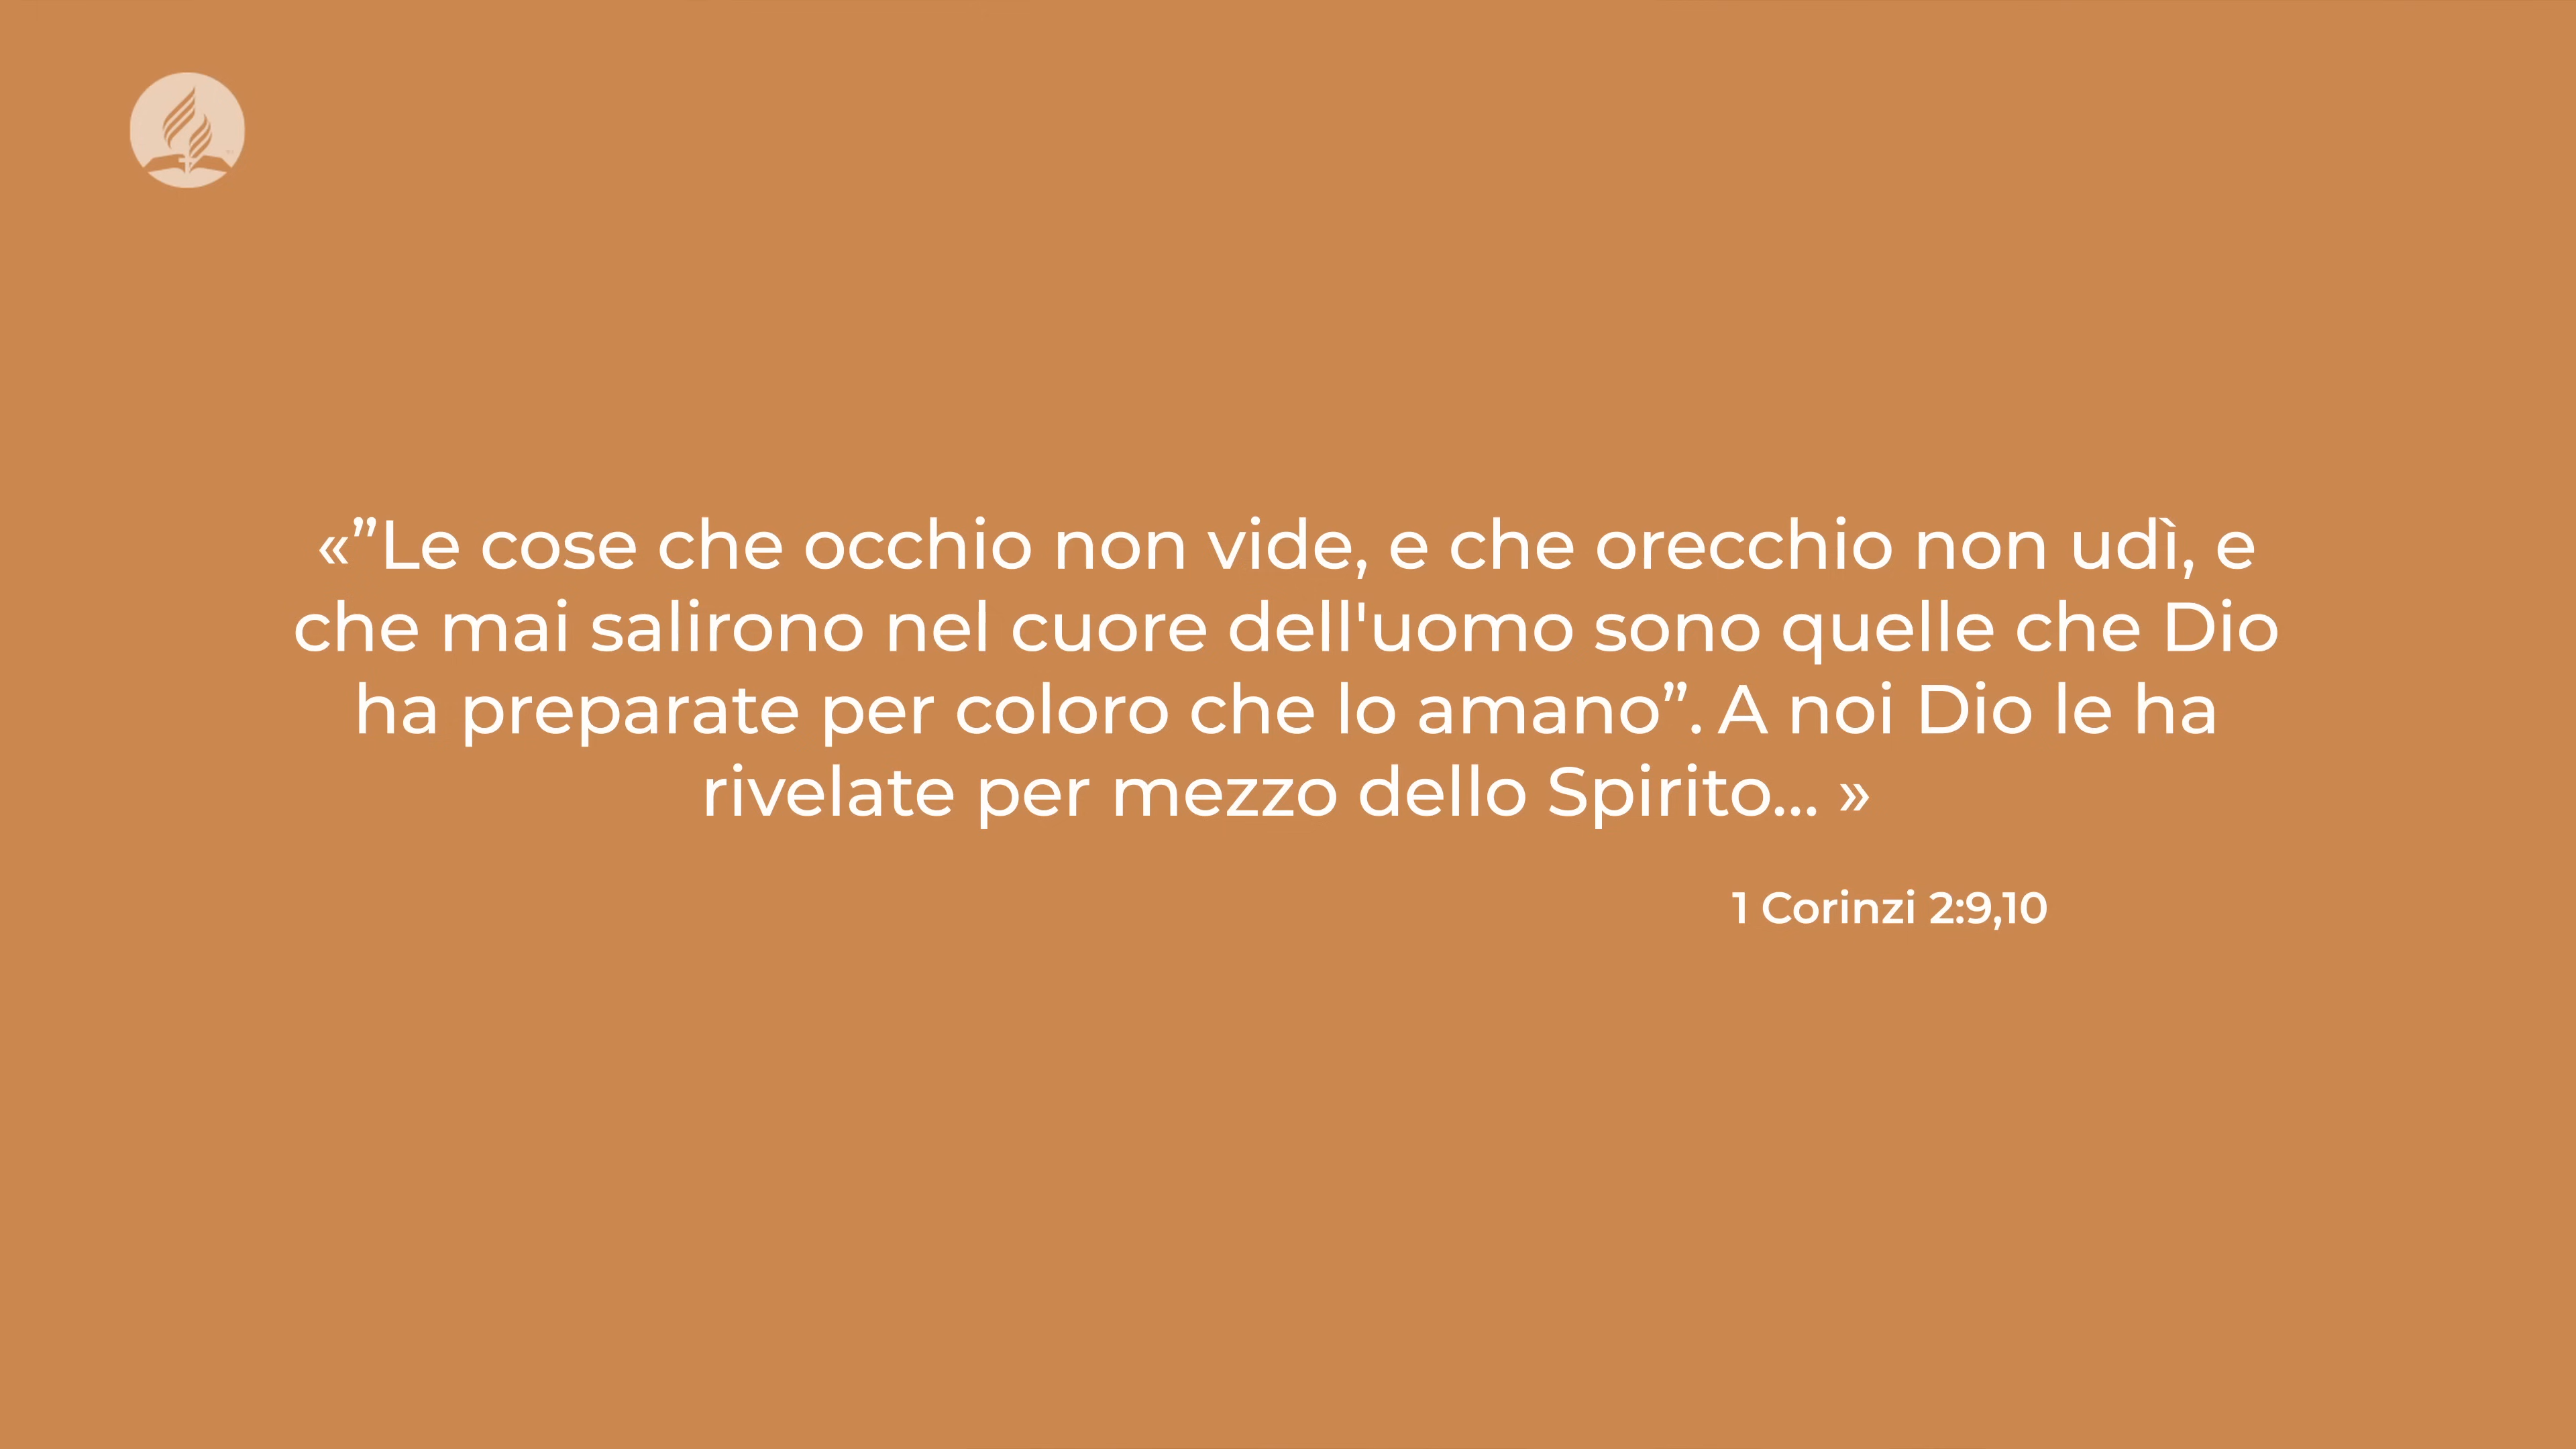 «”Le cose che occhio non vide, e che orecchio non udì, e
che mai salirono nel cuore dell'uomo sono quelle che Dio
ha preparate per coloro che lo amano”. A noi Dio le ha
rivelate per mezzo dello Spirito... »
1 Corinzi 2:9,10